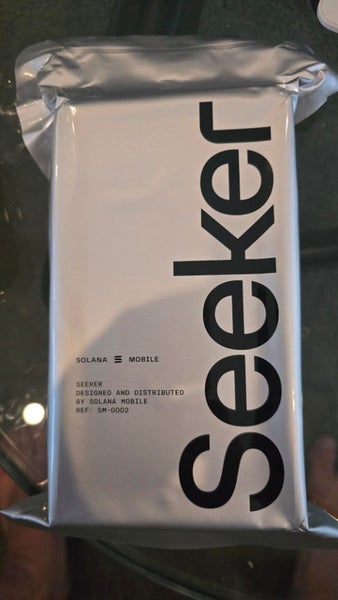 Seeker
SOLANA MOBILE
SEEKER
DESIGNED AND DISTRIBUTED
BY SOLANA MOBILE
REF: SM-0002